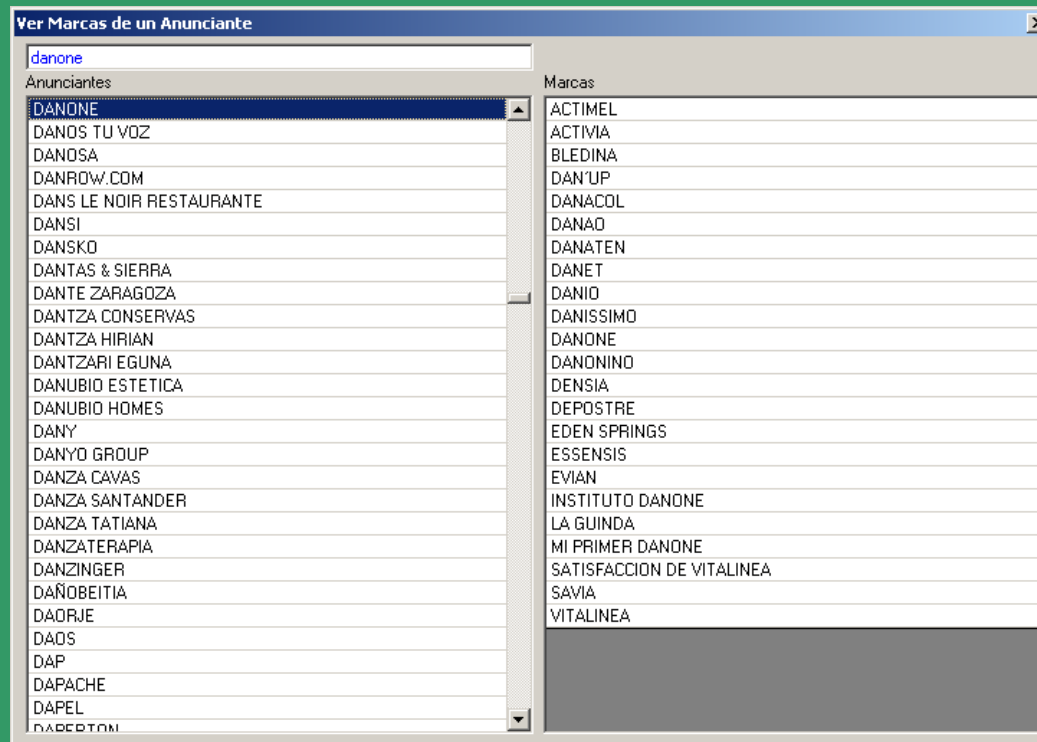 Ver Marcas de un Anunciante
danone
Anunciantes
DANONE
DANOS TU VOZ
DANOSA
DANROW.COM
DANS LE NOIR RESTAURANTE
DANSI
DANSKO
DANTAS & SIERRA
DANTE ZARAGOZA
DANTZA CONSERVAS
DANTZA HIRIAN
DANTZARI EGUNA
DANUBIO ESTETICA
DANUBIO HOMES
DANY
DANYO GROUP
DANZA CAVAS
DANZA SANTANDER
DANZA TATIANA
DANZATERAPIA
DANZINGER
DAÑOBEITIA
DAORJE
DAOS
DAP
DAPACHE
DAPEL
DAPERTON
Marcas
ACTIMEL
ACTIVIA
BLEDINA
DAN´UP
DANACOL
DANAO
DANATEN
DANET
DANIO
DANISSIMO
DANONE
DANONINO
DENSIA
DEPOSTRE
EDEN SPRINGS
ESSENSIS
EVIAN
INSTITUTO DANONE
LA GUINDA
MI PRIMER DANONE
SATISFACCION DE VITALINEA
SAVIA
VITALINEA